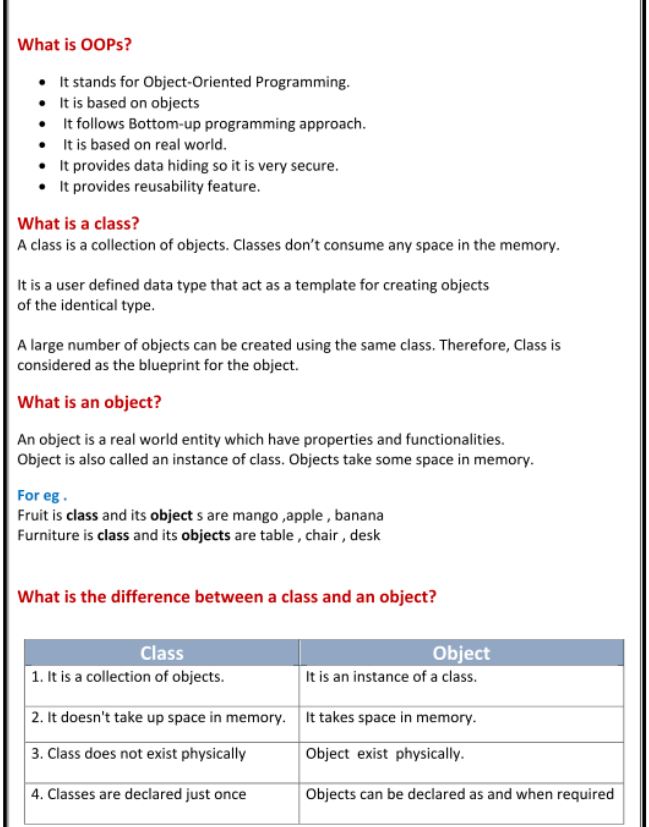 What is OOPs?
• It stands for Object-Oriented Programming.
• It is based on objects
• It follows Bottom-up programming approach.
• It is based on real world.
• It provides data hiding so it is very secure.
• It provides reusability feature.
What is a class?
A class is a collection of objects. Classes don't consume any space in the memory.
It is a user defined data type that act as a template for creating objects
of the identical type.
A large number of objects can be created using the same class. Therefore, Class is
considered as the blueprint for the object.
What is an object?
An object is a real world entity which have properties and functionalities.
Object is also called an instance of class. Objects take some space in memory.
For eg .
Fruit is class and its object s are mango ,apple , banana
Furniture is class and its objects are table , chair , desk
What is the difference between a class and an object?
Class Object
1. It is a collection of objects. It is an instance of a class.
2. It doesn't take up space in memory. It takes space in memory.
3. Class does not exist physically Object exist physically.
4. Classes are declared just once Objects can be declared as and when required